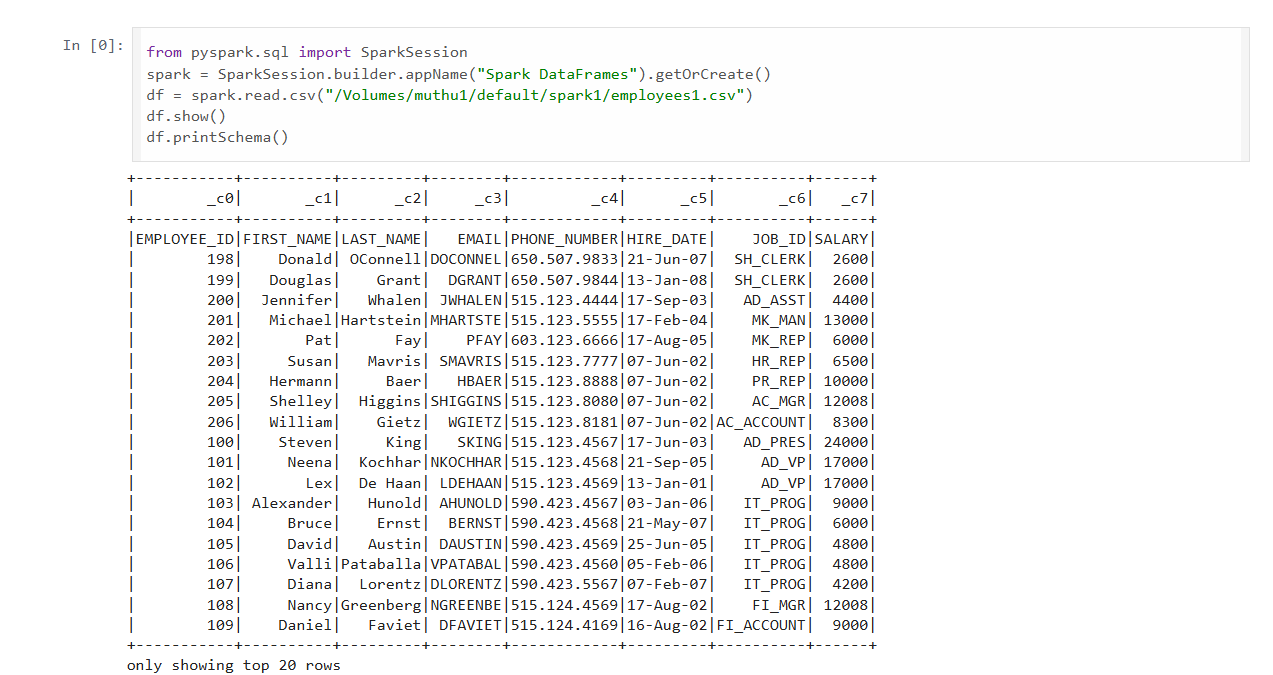 In [0]:
from pyspark.sql import SparkSession
spark = SparkSession.builder.appName("Spark DataFrames").getOrCreate()
df = spark.read.csv("/Volumes/muthu1/default/spark1/employees1.csv")
df.show()
df.printSchema()
+-----------+----------+---------+--------+------------+---------+----------+------+
|        _c0|       _c1|      _c2|     _c3|         _c4|      _c5|       _c6|   _c7|
+-----------+----------+---------+--------+------------+---------+----------+------+
|EMPLOYEE_ID|FIRST_NAME|LAST_NAME|   EMAIL|PHONE_NUMBER|HIRE_DATE|    JOB_ID|SALARY|
|        198|    Donald| OConnell|DOCONNEL|650.507.9833|21-Jun-07|  SH_CLERK|  2600|
|        199|   Douglas|    Grant|  DGRANT|650.507.9844|13-Jan-08|  SH_CLERK|  2600|
|        200|  Jennifer|   Whalen| JWHALEN|515.123.4444|17-Sep-03|   AD_ASST|  4400|
|        201|   Michael|Hartstein|MHARTSTE|515.123.5555|17-Feb-04|    MK_MAN| 13000|
|        202|       Pat|      Fay|    PFAY|603.123.6666|17-Aug-05|    MK_REP|  6000|
|        203|     Susan|   Mavris| SMAVRIS|515.123.7777|07-Jun-02|    HR_REP|  6500|
|        204|   Hermann|     Baer|   HBAER|515.123.8888|07-Jun-02|    PR_REP| 10000|
|        205|   Shelley|  Higgins|SHIGGINS|515.123.8080|07-Jun-02|    AC_MGR| 12008|
|        206|   William|    Gietz|  WGIETZ|515.123.8181|07-Jun-02|AC_ACCOUNT|  8300|
|        100|    Steven|     King|   SKING|515.123.4567|17-Jun-03|   AD_PRES| 24000|
|        101|     Neena|  Kochhar|NKOCHHAR|515.123.4568|21-Sep-05|     AD_VP| 17000|
|        102|       Lex|  De Haan| LDEHAAN|515.123.4569|13-Jan-01|     AD_VP| 17000|
|        103| Alexander|   Hunold| AHUNOLD|590.423.4567|03-Jan-06|   IT_PROG|  9000|
|        104|     Bruce|    Ernst|  BERNST|590.423.4568|21-May-07|   IT_PROG|  6000|
|        105|     David|   Austin| DAUSTIN|590.423.4569|25-Jun-05|   IT_PROG|  4800|
|        106|     Valli|Pataballa|VPATABAL|590.423.4560|05-Feb-06|   IT_PROG|  4800|
|        107|     Diana|  Lorentz|DLORENTZ|590.423.5567|07-Feb-07|   IT_PROG|  4200|
|        108|     Nancy|Greenberg|NGREENBE|515.124.4569|17-Aug-02|    FI_MGR| 12008|
|        109|    Daniel|   Faviet| DFAVIET|515.124.4169|16-Aug-02|FI_ACCOUNT|  9000|
+-----------+----------+---------+--------+------------+---------+----------+------+
only showing top 20 rows